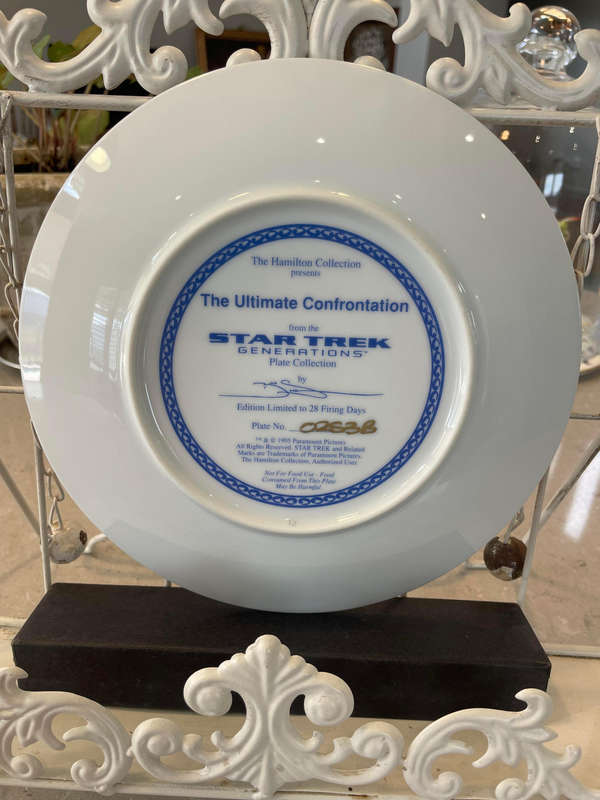 The Hamilton Collection
presents
The Ultimate Confrontation
from the
STAR TREK
GENERATIONS™
Plate Collection
by
Edition Limited to 28 Firing Days
Plate No.
™ & © 1995 Paramount Pictures
All Rights Reserved. STAR TREK and Related
Marks are Trademarks of Paramount Pictures.
The Hamilton Collection, Authorized User.
Not For Food Use - Food
Consumed From This Plate
May Be Harmful.